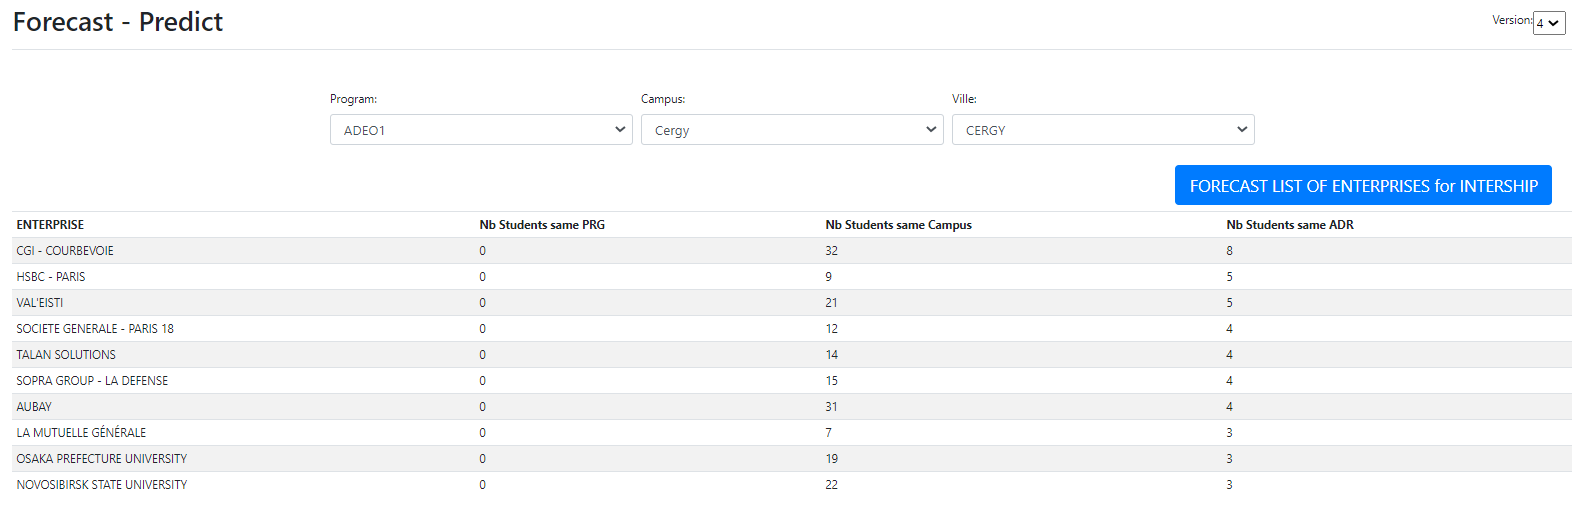 Forecast - Predict
Version: 4
Program: Campus: Ville:
ADEO1 Cergy CERGY
FORECAST LIST OF ENTERPRISES for INTERSHIP
ENTERPRISE Nb Students same PRG Nb Students same Campus Nb Students same ADR
CGI - COURBEVOIE 0 32 8
HSBC - PARIS 0 9 5
VAL'EISTI 0 21 5
SOCIETE GENERALE - PARIS 18 0 12 4
TALAN SOLUTIONS 0 14 4
SOPRA GROUP - LA DEFENSE 0 15 4
AUBAY 0 31 4
LA MUTUELLE GÉNÉRALE 0 7 3
OSAKA PREFECTURE UNIVERSITY 0 19 3
NOVOSIBIRSK STATE UNIVERSITY 0 22 3